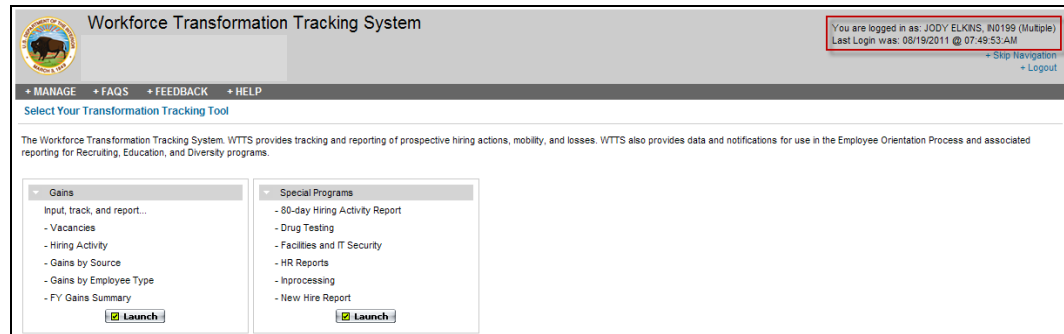 Workforce Transformation Tracking System
You are logged in as: JODY ELKINS, IN0199 (Multiple)
Last Login was: 08/19/2011 @ 07:49:53:AM
+ Skip Navigation
+ Logout
+ MANAGE + FAQS + FEEDBACK + HELP
Select Your Transformation Tracking Tool
The Workforce Transformation Tracking System. WTTS provides tracking and reporting of prospective hiring actions, mobility, and losses. WTTS also provides data and notifications for use in the Employee Orientation Process and associated
reporting for Recruiting, Education, and Diversity programs.
Gains
Input, track, and report...
- Vacancies
- Hiring Activity
- Gains by Source
- Gains by Employee Type
- FY Gains Summary
Launch
Special Programs
- 80-day Hiring Activity Report
- Drug Testing
- Facilities and IT Security
- HR Reports
- Inprocessing
- New Hire Report
Launch